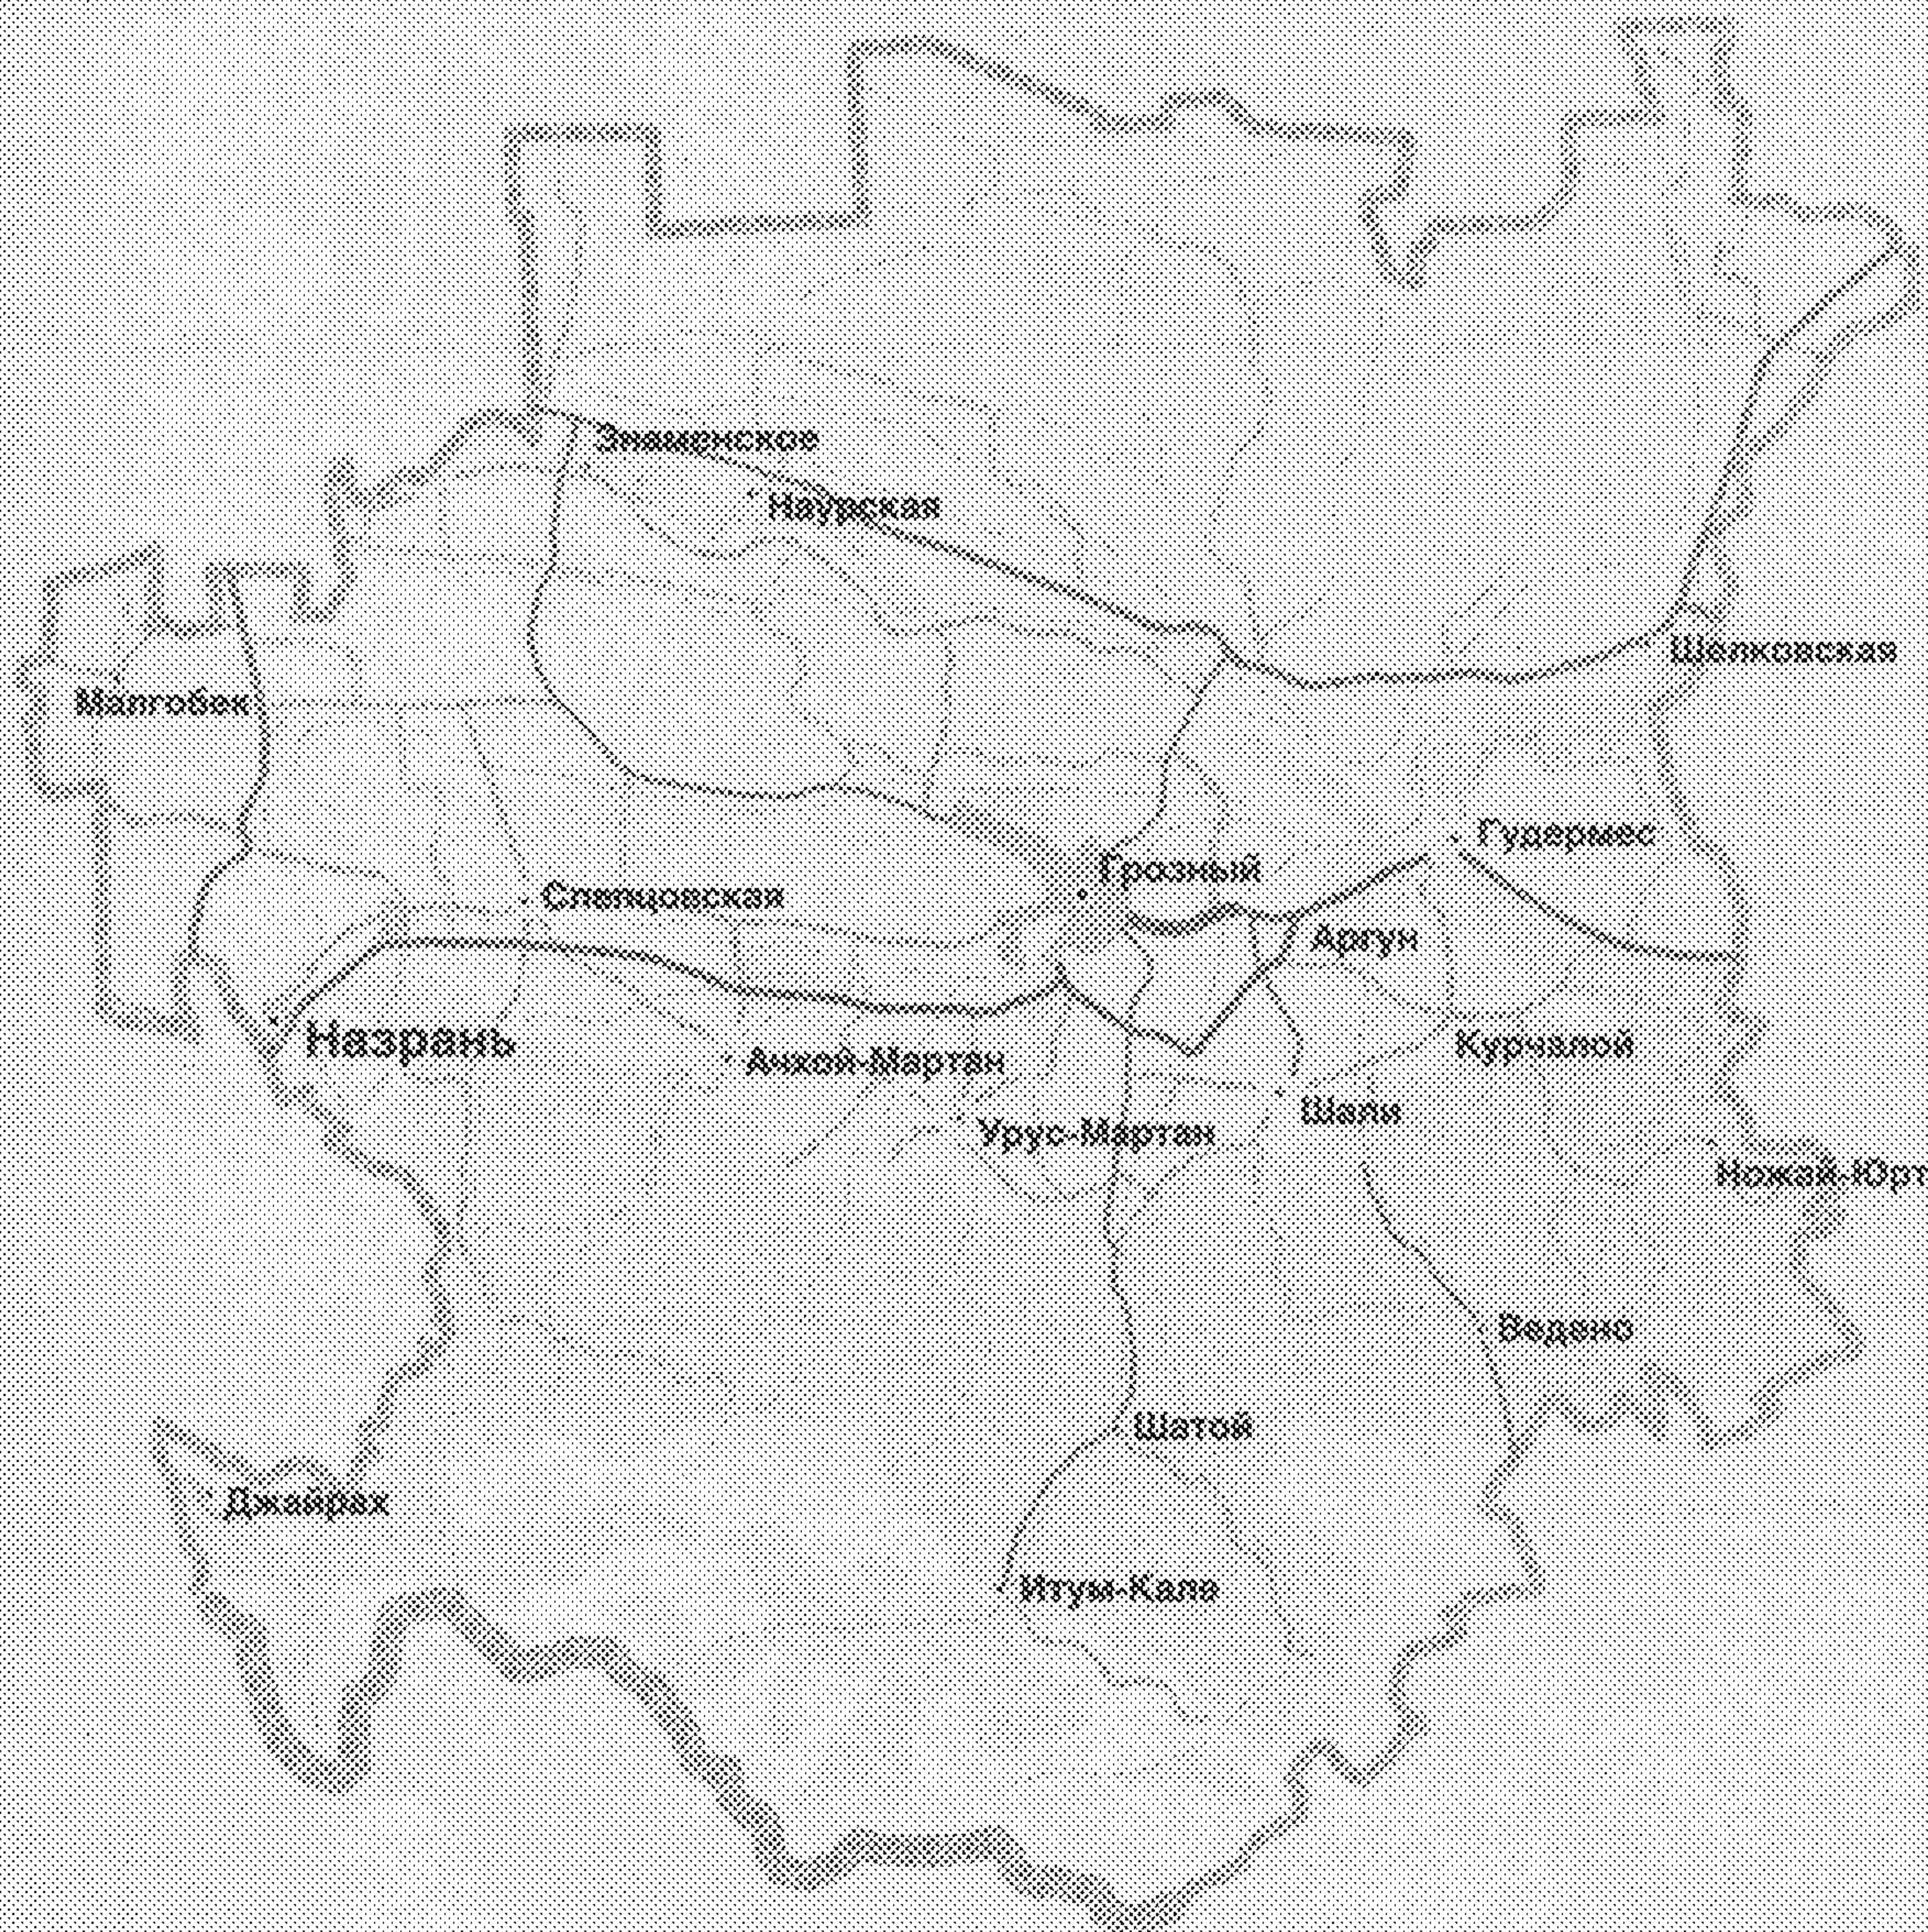 Знаменское
Наурская
Шелковская
Малгобек
Гудермес
Грозный
Слепцовская
Аргун
Назрань
Курчалой
Ачхой-Мартан
Шали
Урус-Мартан
Ножай-Юрт
Ведено
Шатой
Джайрах
Итум-Кале